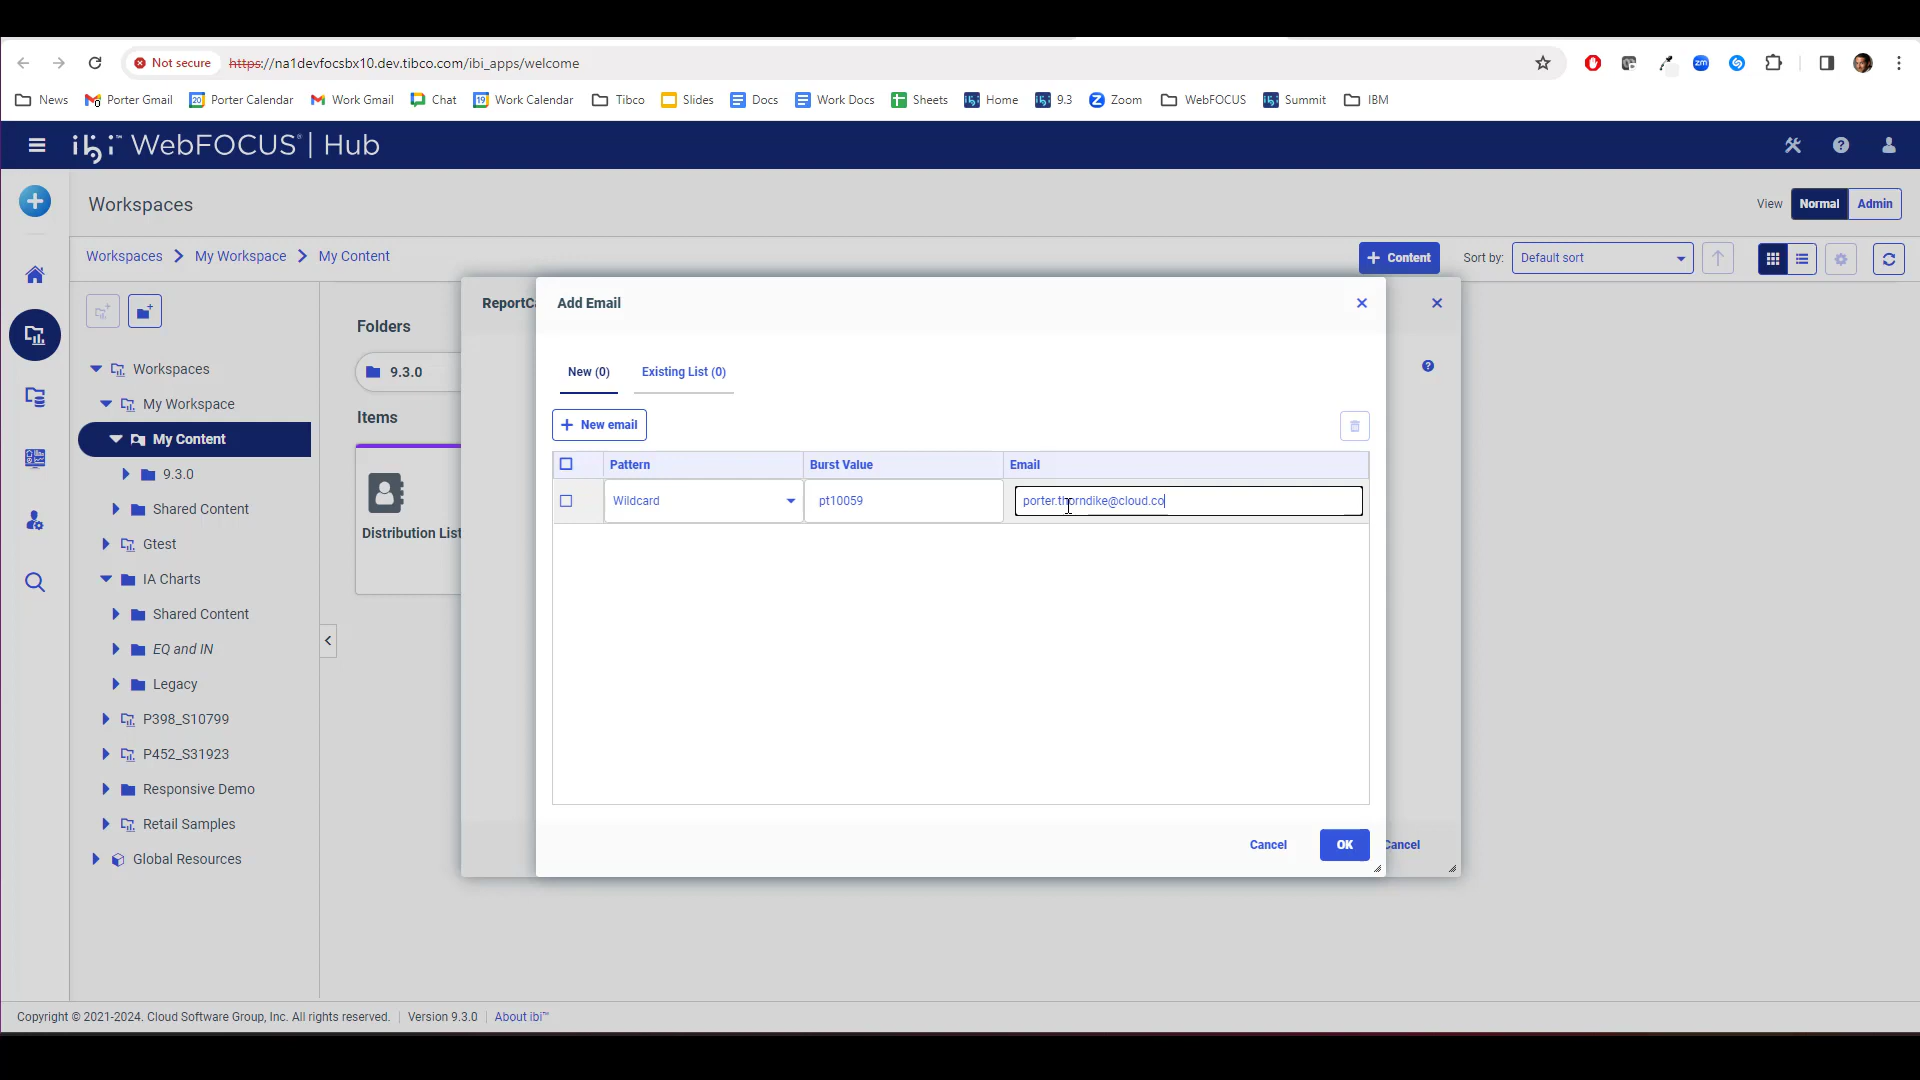 Not secure https://na1devfocsbx10.dev.tibco.com/ibi_apps/welcome
News Porter Gmail Porter Calendar Work Gmail Chat Work Calendar Tibco Slides Docs Work Docs Sheets Home 9.3 Zoom WebFOCUS Summit IBM
ibi™ WebFOCUS® | Hub
Workspaces
View Normal Admin
Workspaces My Workspace My Content
Content Sort by: Default sort
ReportCa
Add Email
Folders
9.3.0
Items
Distribution List
New (0) Existing List (0)
New email
Pattern Burst Value Email
Wildcard pt10059 porter.thorndike@cloud.co
Cancel OK Cancel
Workspaces
My Workspace
My Content
9.3.0
Shared Content
Gtest
IA Charts
Shared Content
EQ and IN
Legacy
P398_S10799
P452_S31923
Responsive Demo
Retail Samples
Global Resources
Copyright © 2021-2024. Cloud Software Group, Inc. All rights reserved. | Version 9.3.0 | About ibi™